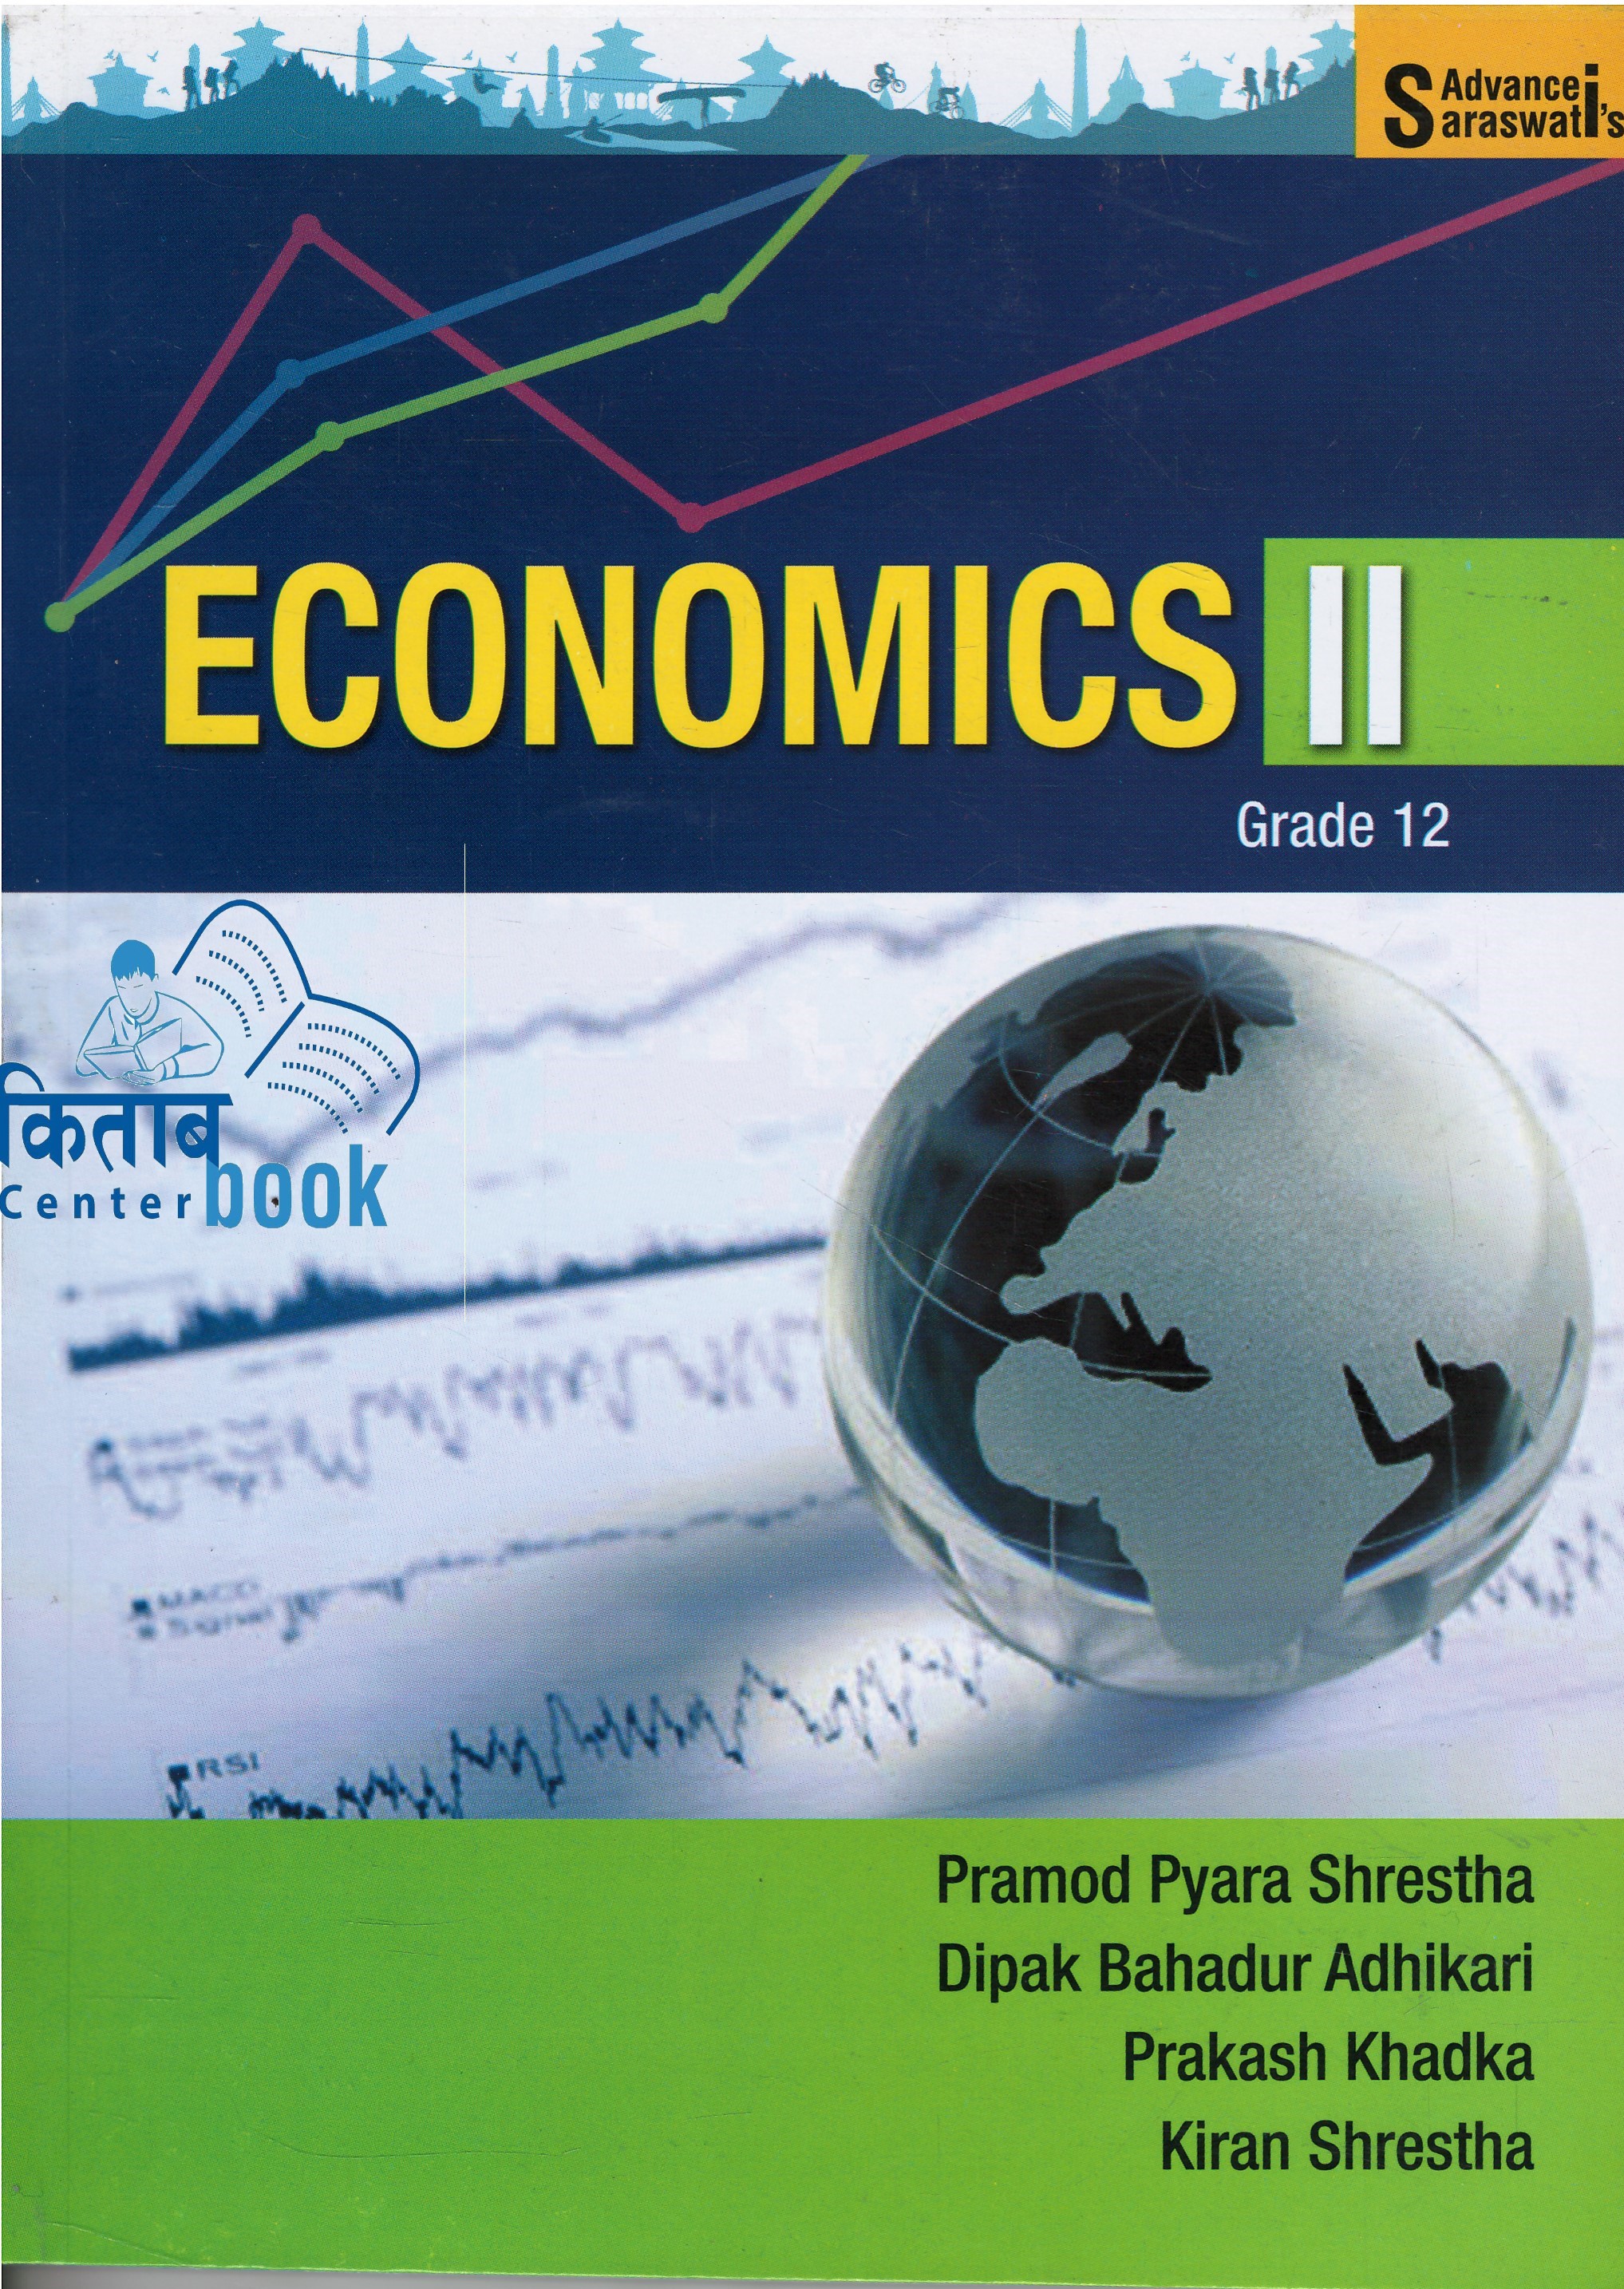 Advance
Saraswati's
ECONOMICS II
Grade 12
किताब
Center book
MACD
Signal
RSI
Pramod Pyara Shrestha
Dipak Bahadur Adhikari
Prakash Khadka
Kiran Shrestha